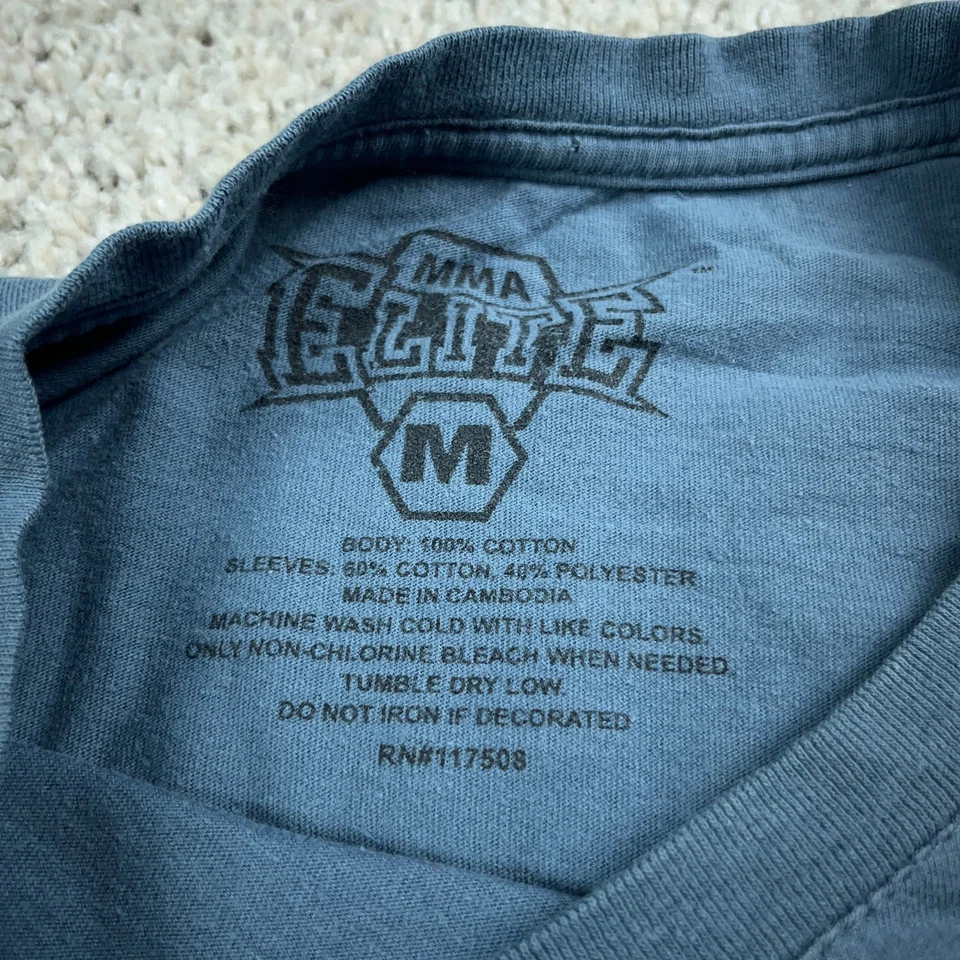 MMA
ELITE
™
M
BODY: 100% COTTON
SLEEVES: 60% COTTON, 40% POLYESTER
MADE IN CAMBODIA
MACHINE WASH COLD WITH LIKE COLORS.
ONLY NON-CHLORINE BLEACH WHEN NEEDED.
TUMBLE DRY LOW.
DO NOT IRON IF DECORATED
RN#117508